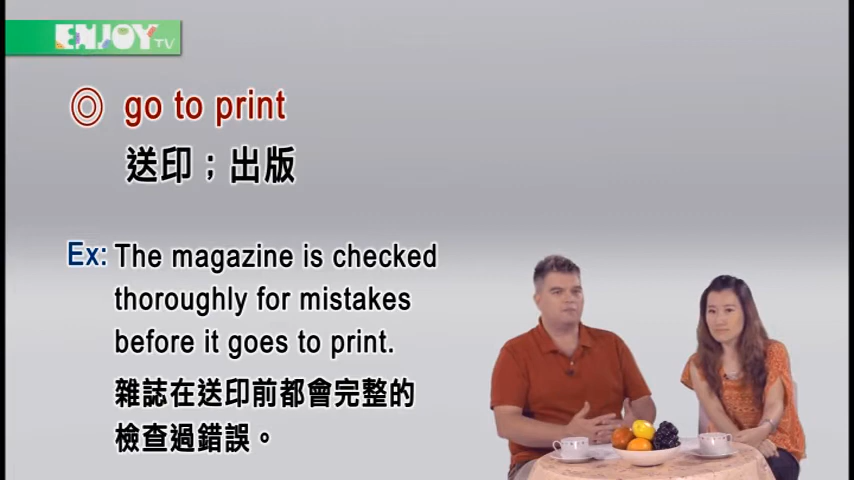 ENJOY TV
◎ go to print
送印；出版
Ex: The magazine is checked
thoroughly for mistakes
before it goes to print.
雜誌在送印前都會完整的
檢查過錯誤。